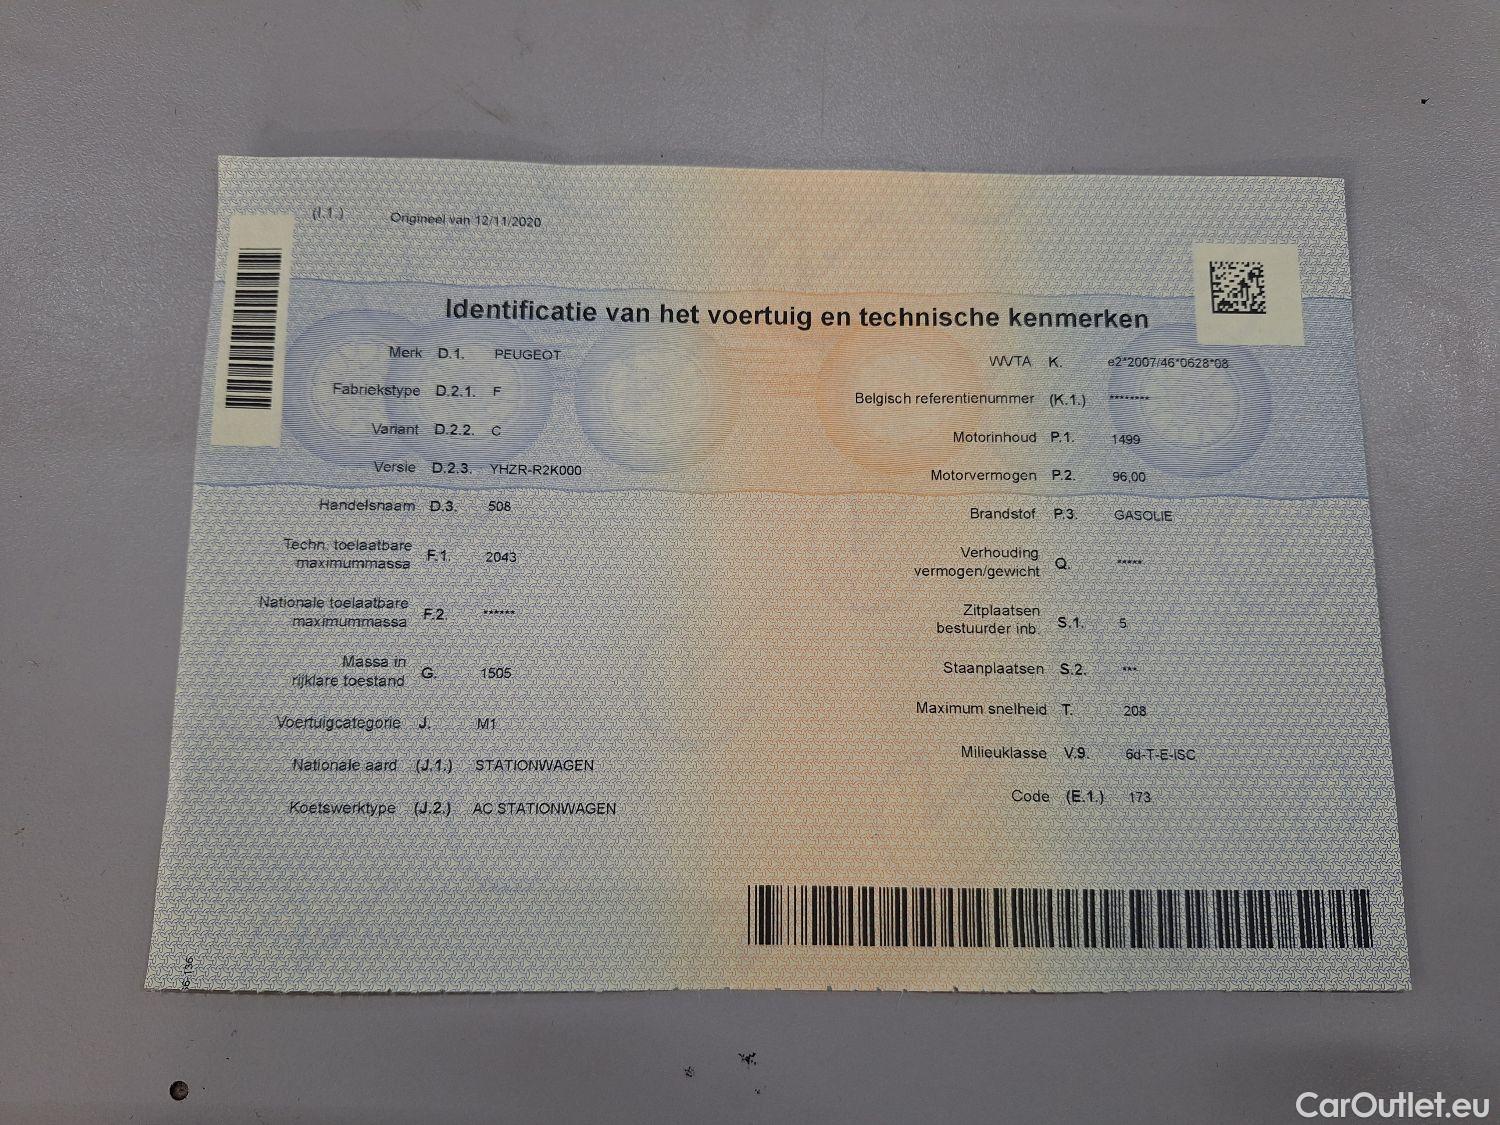 (I.1.) Origineel van 12/11/2020
Identificatie van het voertuig en technische kenmerken
Merk D.1. PEUGEOT
Fabriekstype D.2.1. F
Variant D.2.2. C
Versie D.2.3. YHZR-R2K000
Handelsnaam D.3. 508
Techn. toelaatbare
maximummassa F.1. 2043
Nationale toelaatbare
maximummassa F.2. ******
Massa in
rijklare toestand G. 1505
Voertuigcategorie J. M1
Nationale aard (J.1.) STATIONWAGEN
Koetswerktype (J.2.) AC STATIONWAGEN
WVTA K. e2*2007/46*0628*08
Belgisch referentienummer (K.1.) ********
Motorinhoud P.1. 1499
Motorvermogen P.2. 96,00
Brandstof P.3. GASOLIE
Verhouding
vermogen/gewicht Q. *****
Zitplaatsen
bestuurder inb. S.1. 5
Staanplaatsen S.2. ***
Maximum snelheid T. 208
Milieuklasse V.9. 6d-T-E-ISC
Code (E.1.) 173
CarOutlet.eu